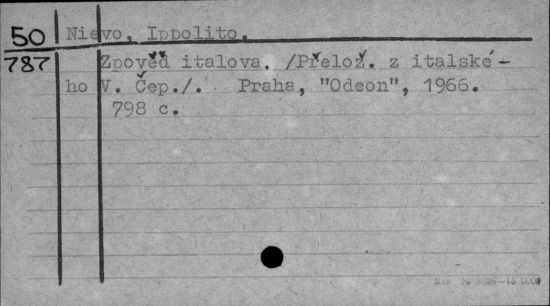 50 Nievo, Ippolito.
787 Zpověď italova. /Přelož. z italské-
ho V. Čep./. Praha, "Odeon", 1966.
798 c.